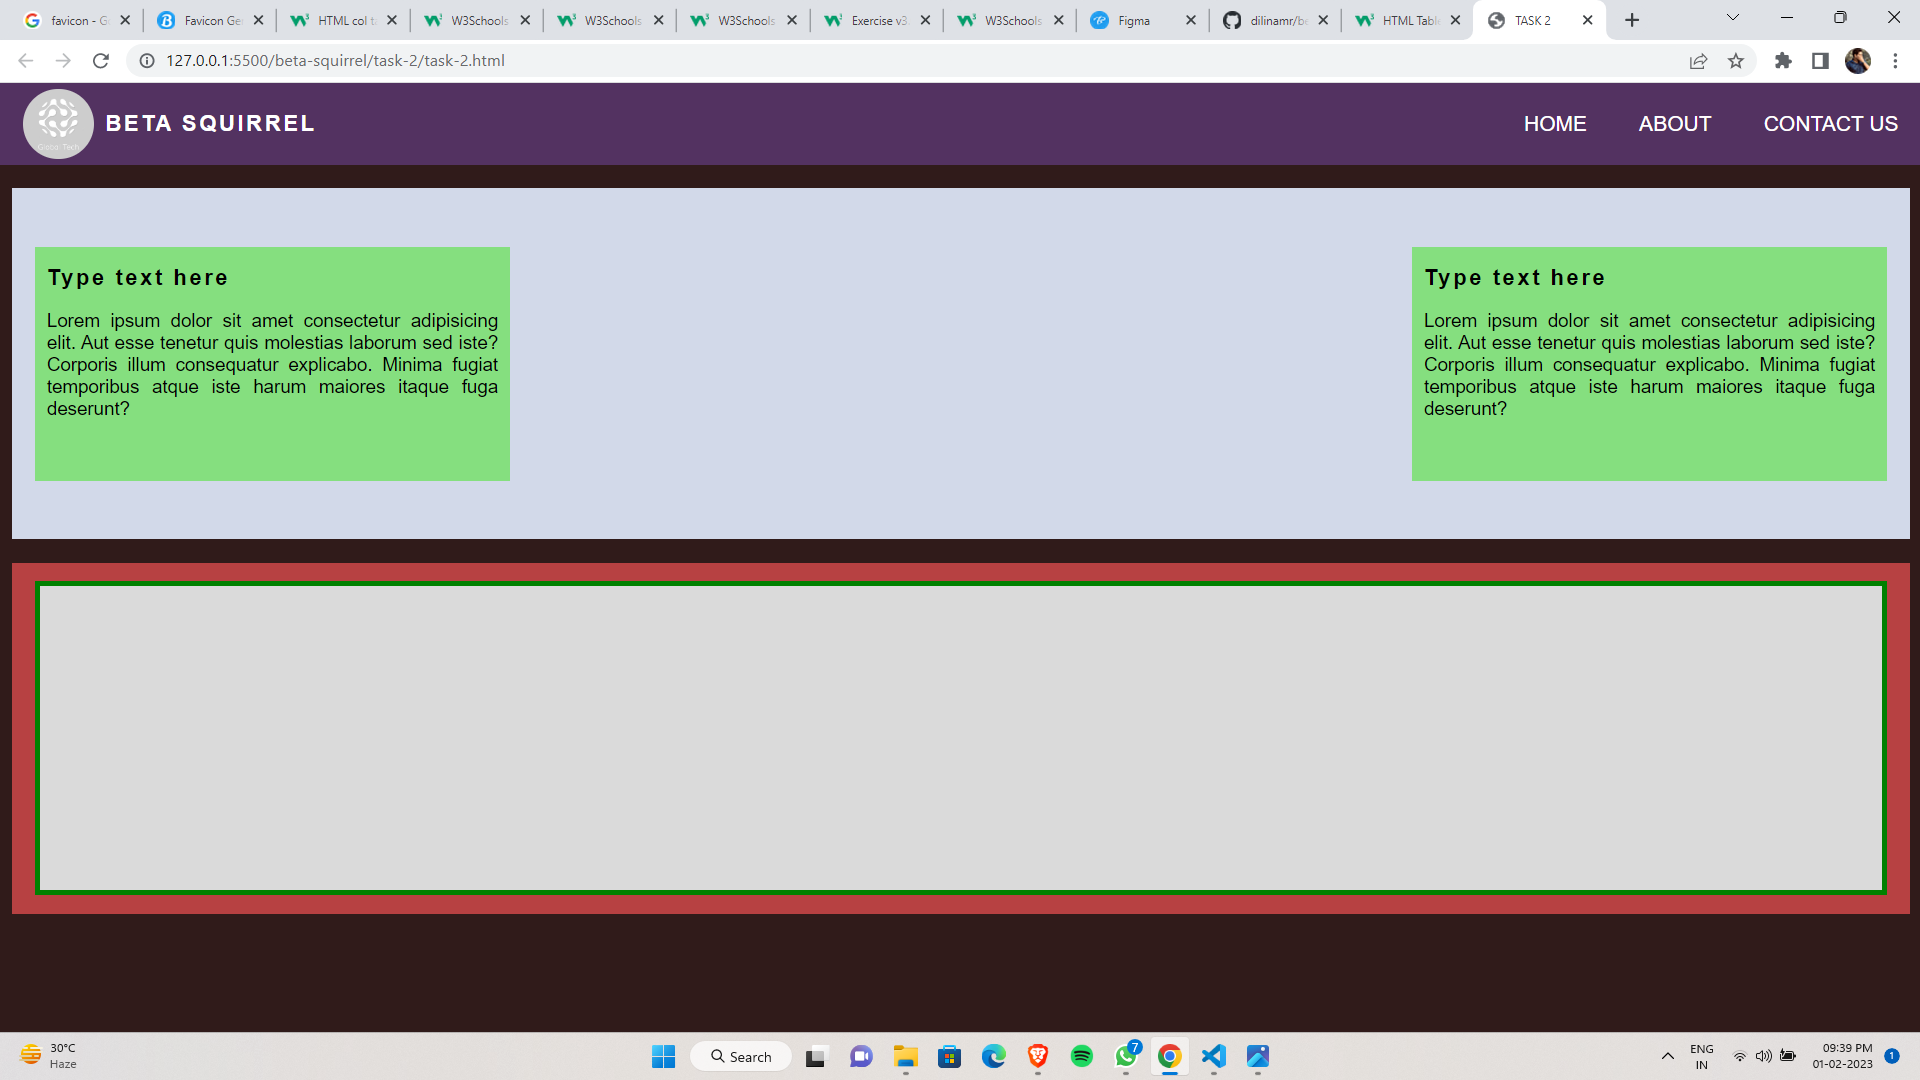 favicon - G
Favicon Ge
HTML col t
W3Schools
W3Schools
W3Schools
Exercise v3
W3Schools
Figma
dilinamr/be
HTML Tabl
TASK 2
127.0.0.1:5500/beta-squirrel/task-2/task-2.html
Globo Tech
BETA SQUIRREL
HOME
ABOUT
CONTACT US
Type text here
Lorem ipsum dolor sit amet consectetur adipisicing
elit. Aut esse tenetur quis molestias laborum sed iste?
Corporis illum consequatur explicabo. Minima fugiat
temporibus atque iste harum maiores itaque fuga
deserunt?
Type text here
Lorem ipsum dolor sit amet consectetur adipisicing
elit. Aut esse tenetur quis molestias laborum sed iste?
Corporis illum consequatur explicabo. Minima fugiat
temporibus atque iste harum maiores itaque fuga
deserunt?
30°C
Haze
Search
7
ENG
IN
09:39 PM
01-02-2023
1